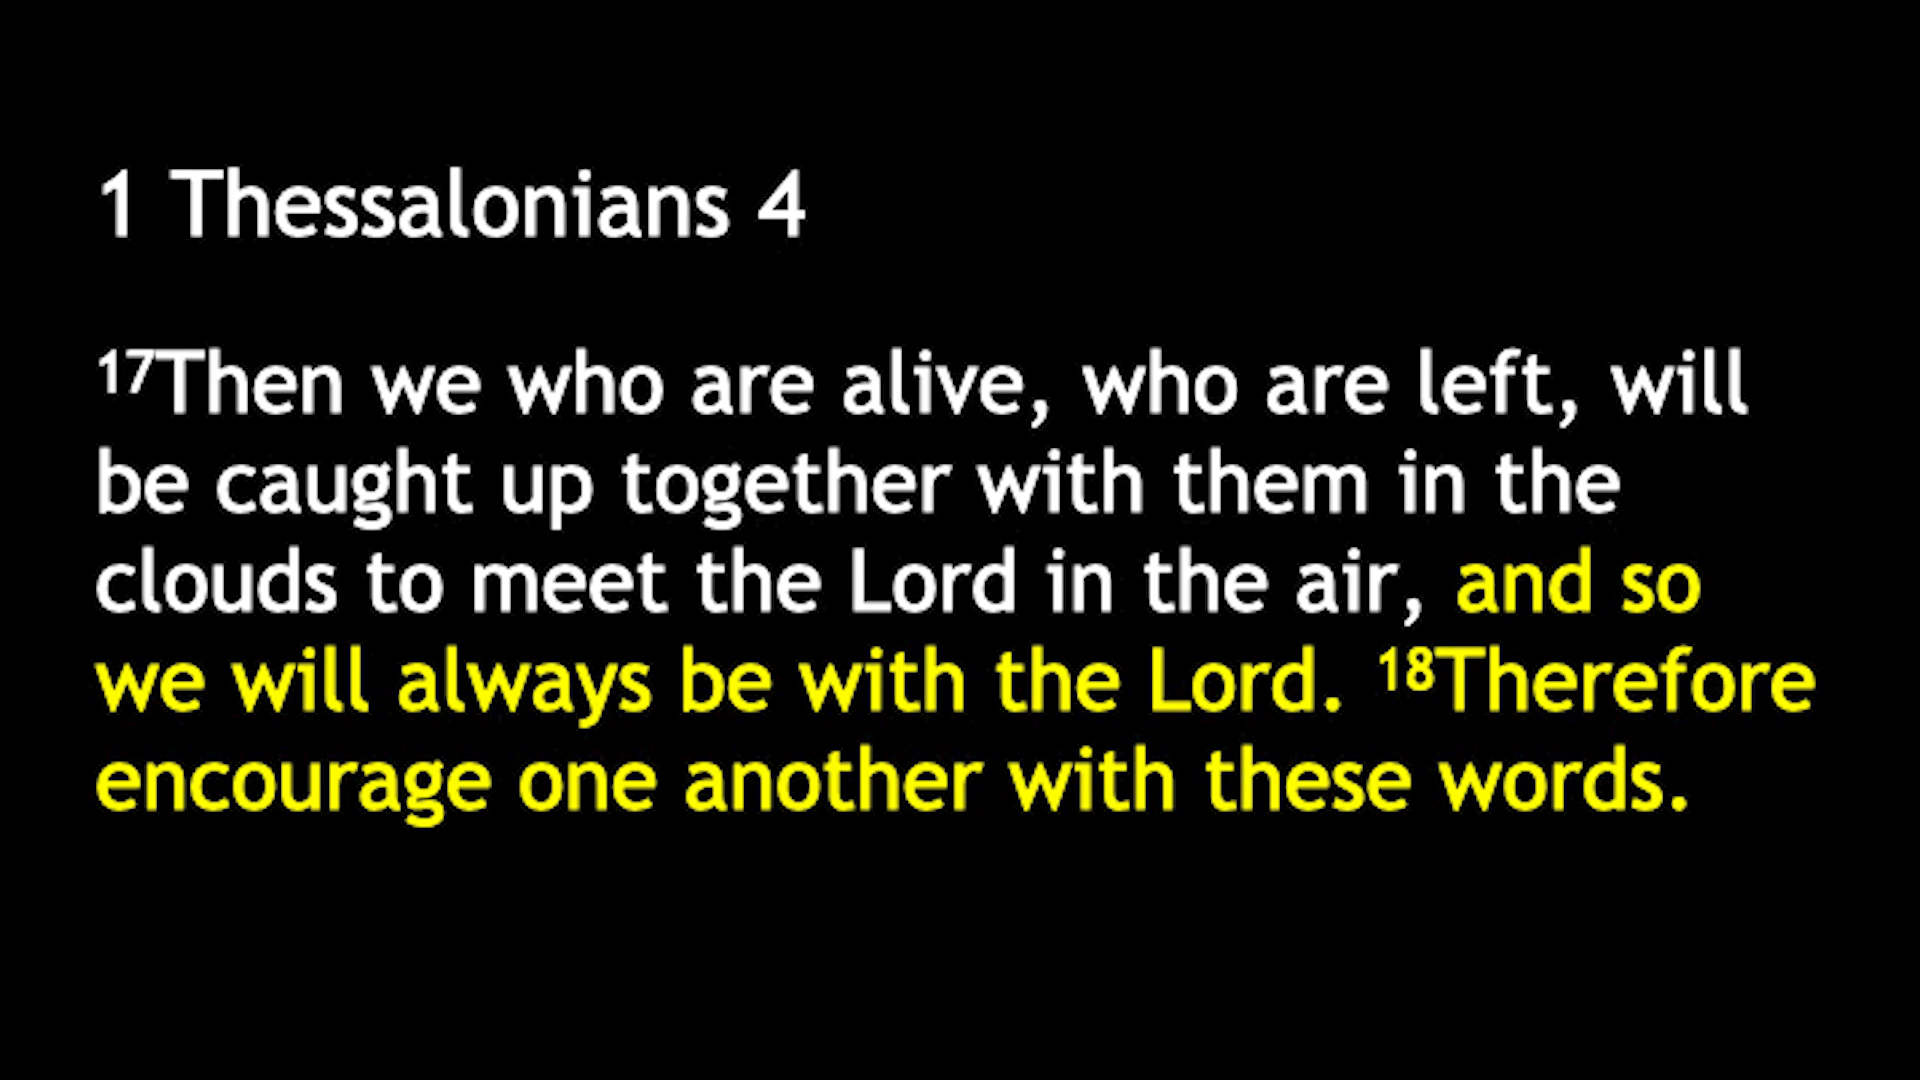 1 Thessalonians 4
¹⁷Then we who are alive, who are left, will
be caught up together with them in the
clouds to meet the Lord in the air, and so
we will always be with the Lord. ¹⁸Therefore
encourage one another with these words.